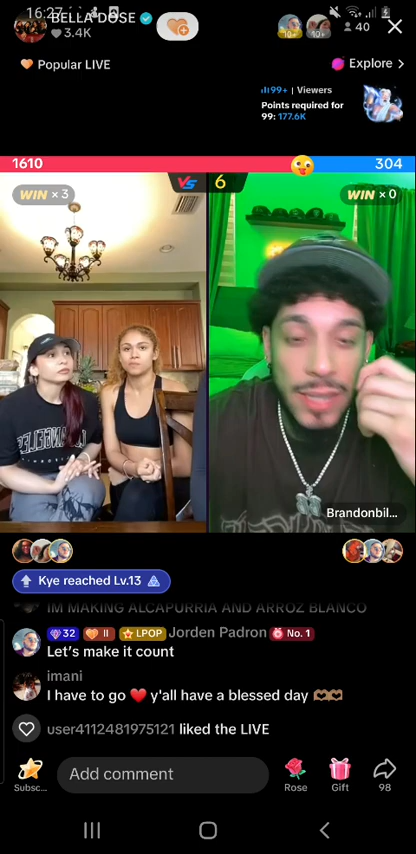 16:27
BELLA DOSE
3.4K
10+
10+
40
Popular LIVE
Explore >
99+ | Viewers
Points required for
99: 177.6K
1610
VS
6
304
WIN × 3
WIN × 0
Brandonbil...
Kye reached Lv.13
IM MAKING ALCAPURRIA AND ARROZ BLANCO
32 II LPOP Jorden Padron No. 1
Let's make it count
imani
I have to go ❤️ y'all have a blessed day 🫶🏾🫶🏾
user4112481975121 liked the LIVE
Subsc...
Add comment
Rose
Gift
98